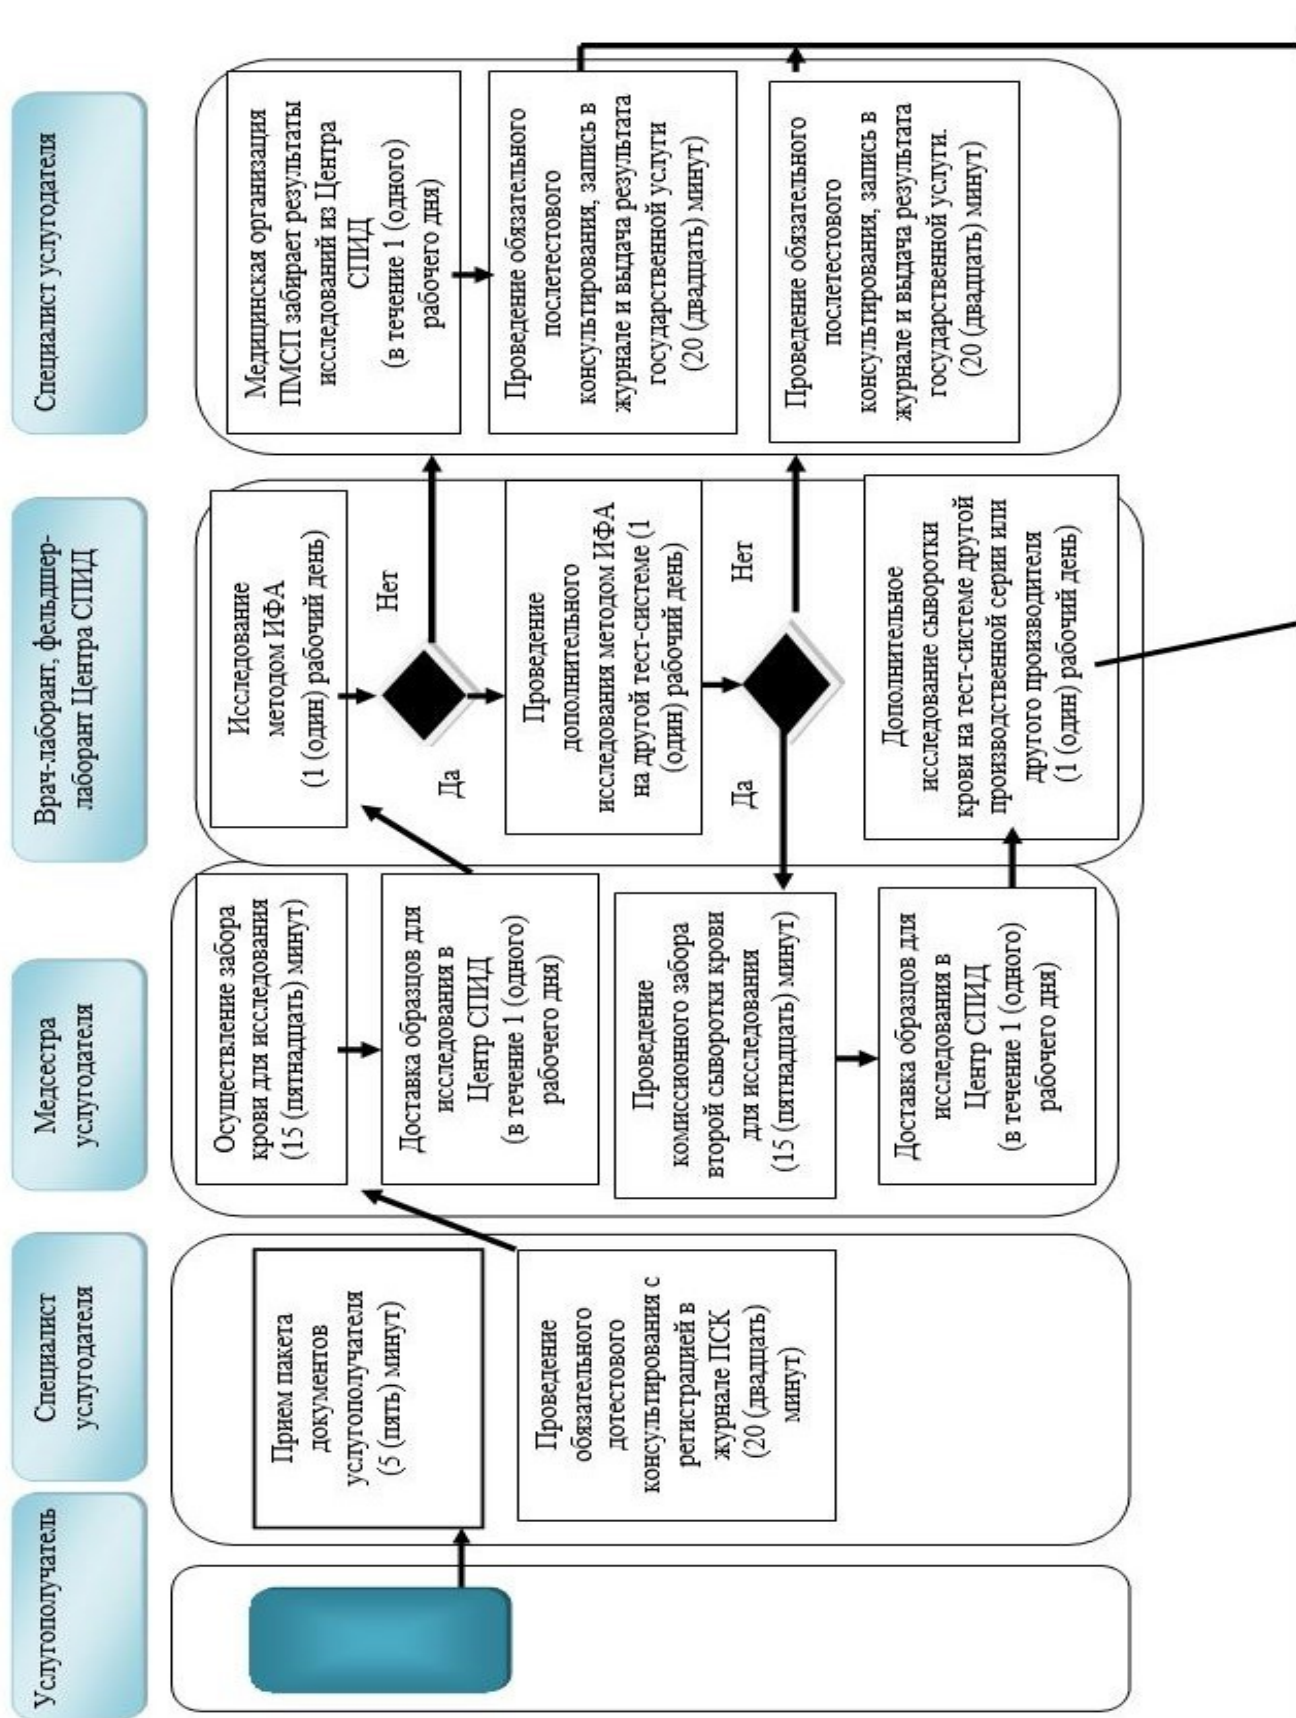 Услугополучатель
Специалист
услугодателя
Медсестра
услугодателя
Врач-лаборант, фельдшер-
лаборант Центра СПИД
Специалист услугодателя
Прием пакета
документов
услугополучателя
(5 (пять) минут)
Проведение
обязательного
дотестового
консультирования с
регистрацией в
журнале ПСК
(20 (двадцать)
минут)
Осуществление забора
крови для исследования
(15 (пятнадцать) минут)
Доставка образцов для
исследования в
Центр СПИД
(в течение 1 (одного)
рабочего дня)
Проведение
комиссионного забора
второй сыворотки крови
для исследования
(15 (пятнадцать) минут)
Доставка образцов для
исследования в
Центр СПИД
(в течение 1 (одного)
рабочего дня)
Исследование
методом ИФА
(1 (один) рабочий день)
Да
Нет
Проведение
дополнительного
исследования методом ИФА
на другой тест-системе (1
(один) рабочий день)
Да
Нет
Дополнительное
исследование сыворотки
крови на тест-системе другой
производственной серии или
другого производителя
(1 (один) рабочий день)
Медицинская организация
ПМСП забирает результаты
исследований из Центра
СПИД
(в течение 1 (одного)
рабочего дня)
Проведение обязательного
послетестового
консультирования, запись в
журнале и выдача результата
государственной услуги
(20 (двадцать) минут)
Проведение обязательного
послетестового
консультирования, запись в
журнале и выдача результата
государственной услуги.
(20 (двадцать) минут)